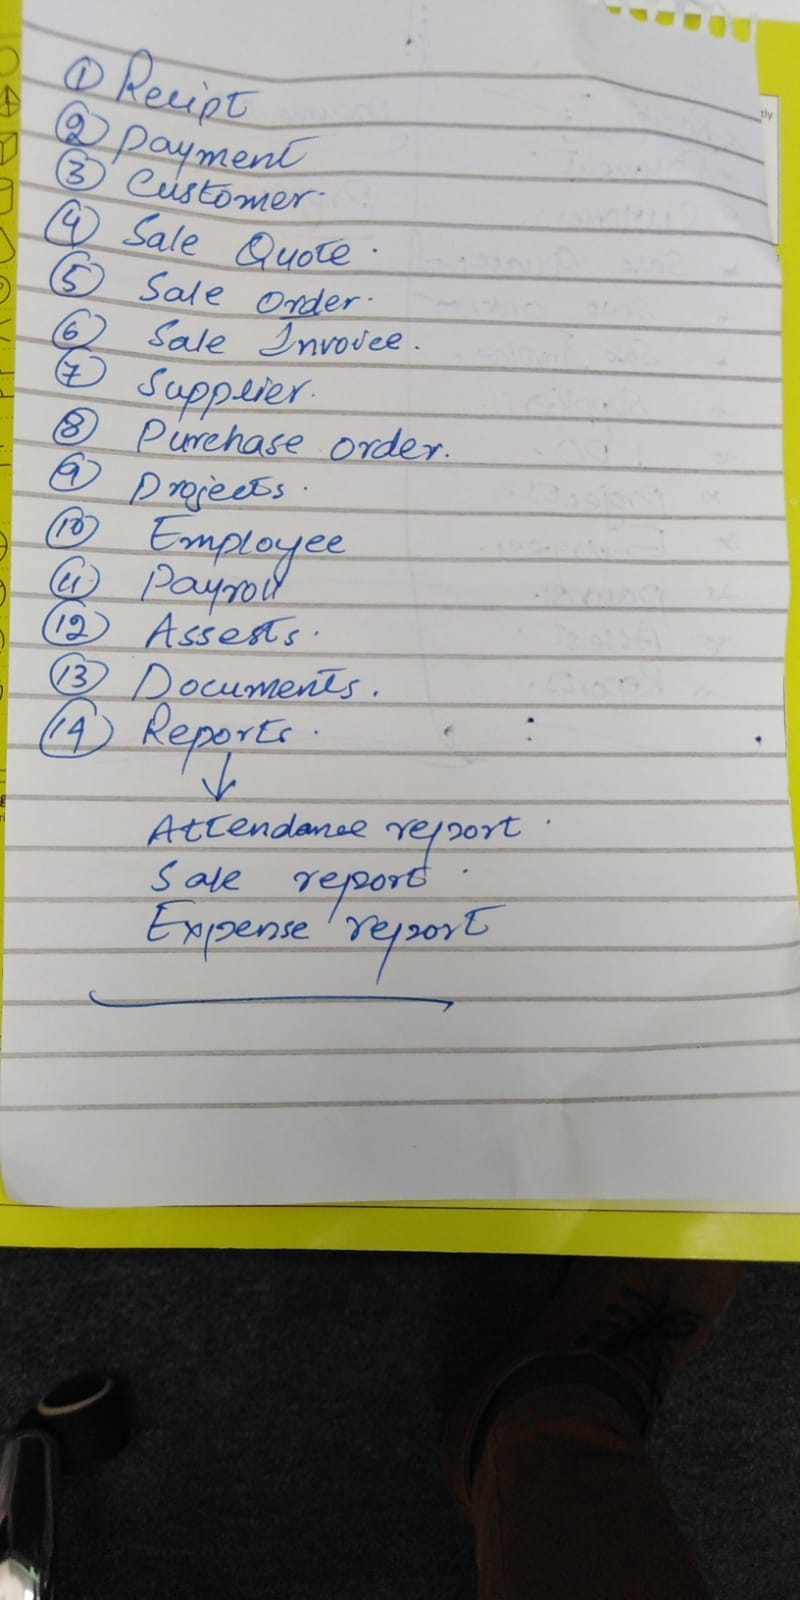 ① Receipt
② Payment
③ Customer.
④ Sale Quote.
⑤ Sale order.
⑥ Sale Invoice.
⑦ Supplier.
⑧ Purchase order.
⑨ Projects.
⑩ Employee
⑪ Payroll
⑫ Assests.
⑬ Documents.
⑭ Reports.
↓
Attendance report.
Sale report.
Expense report